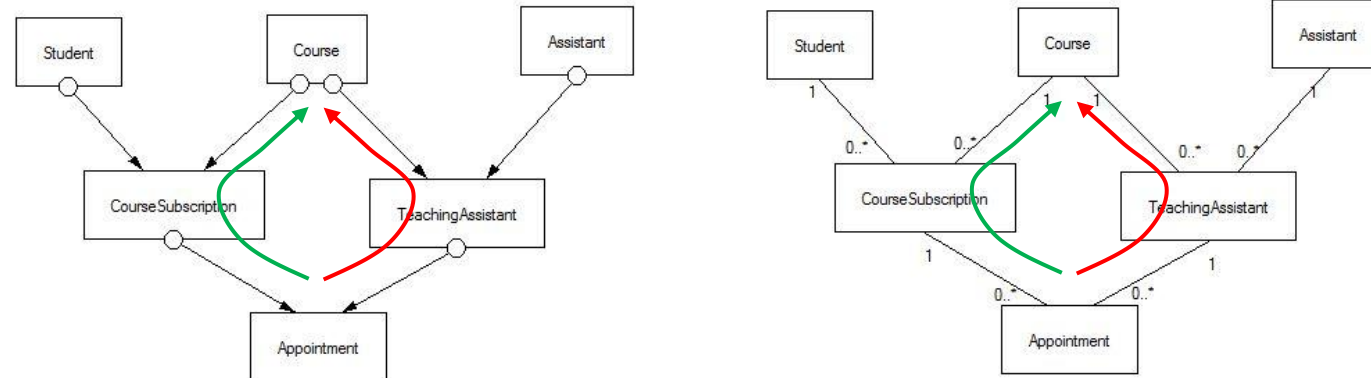 Student
Course
Assistant
CourseSubscription
TeachingAssistant
Appointment
Student
Course
Assistant
1
1
1
1
0..*
0..*
0..*
0..*
CourseSubscription
TeachingAssistant
1
1
0..*
0..*
Appointment